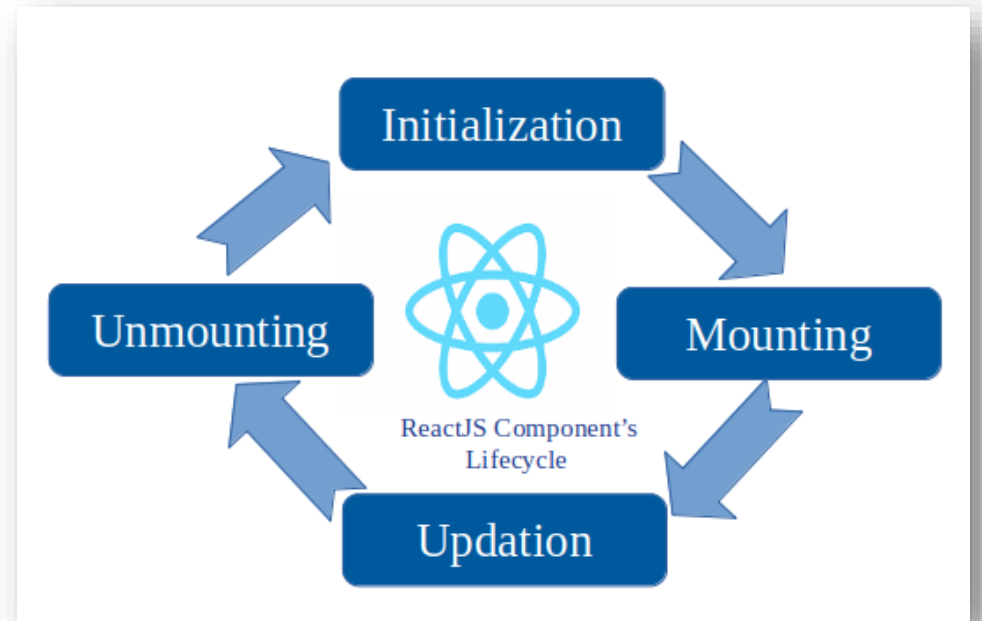 Initialization
Unmounting
Mounting
ReactJS Component's
Lifecycle
Updation